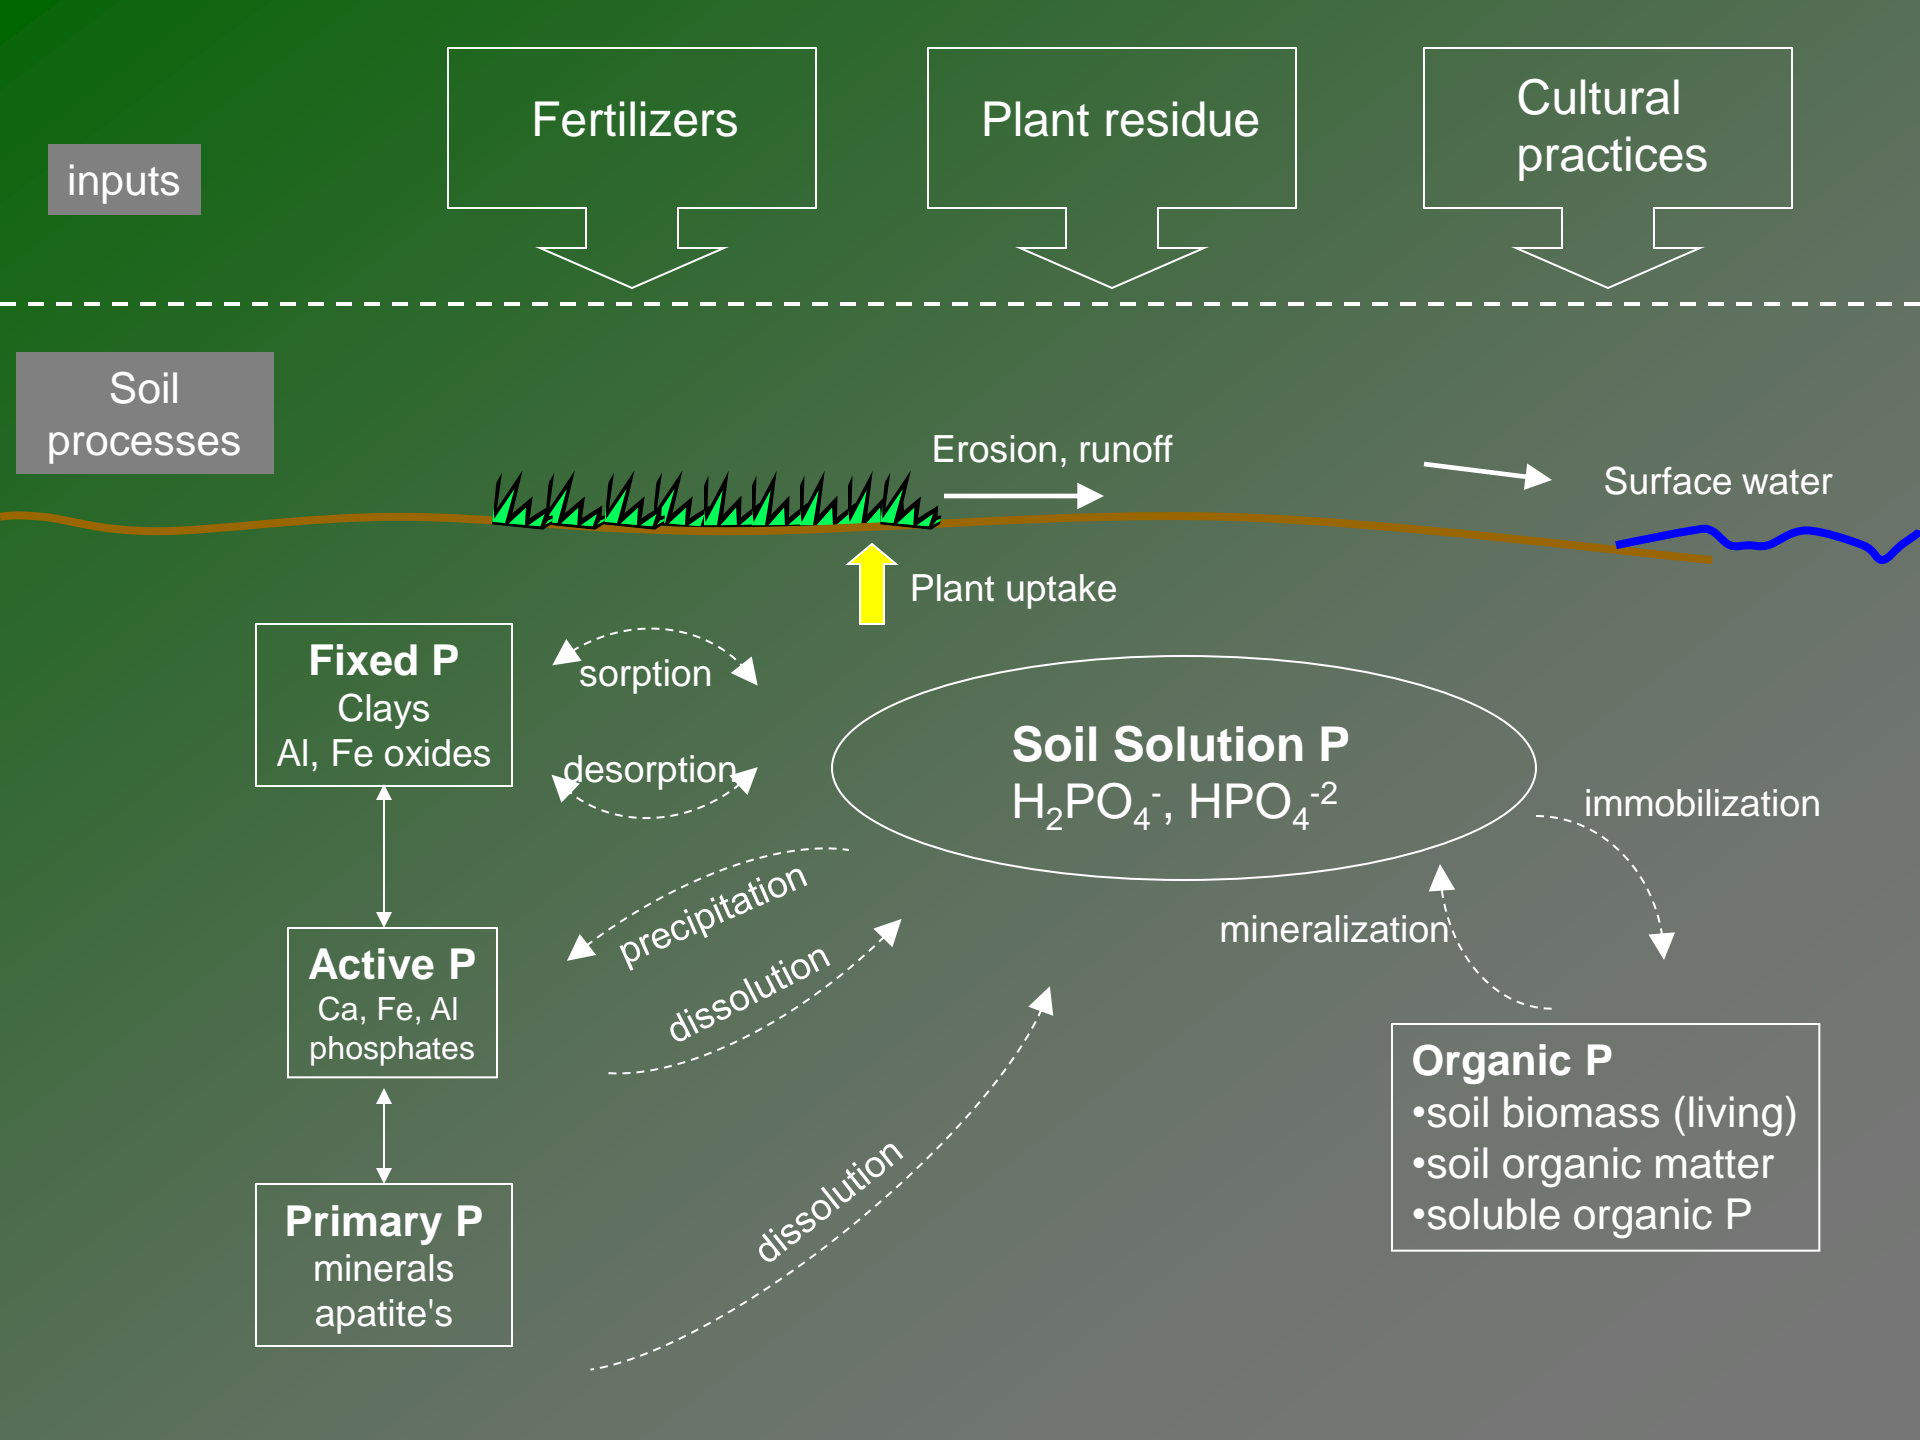 Fertilizers
Plant residue
Cultural
practices
inputs
Soil
processes
Erosion, runoff
Surface water
Plant uptake
Fixed P
Clays
Al, Fe oxides
sorption
desorption
Soil Solution P
H₂PO₄⁻, HPO₄⁻²
immobilization
precipitation
mineralization
dissolution
Active P
Ca, Fe, Al
phosphates
Organic P
•soil biomass (living)
•soil organic matter
•soluble organic P
dissolution
Primary P
minerals
apatite's